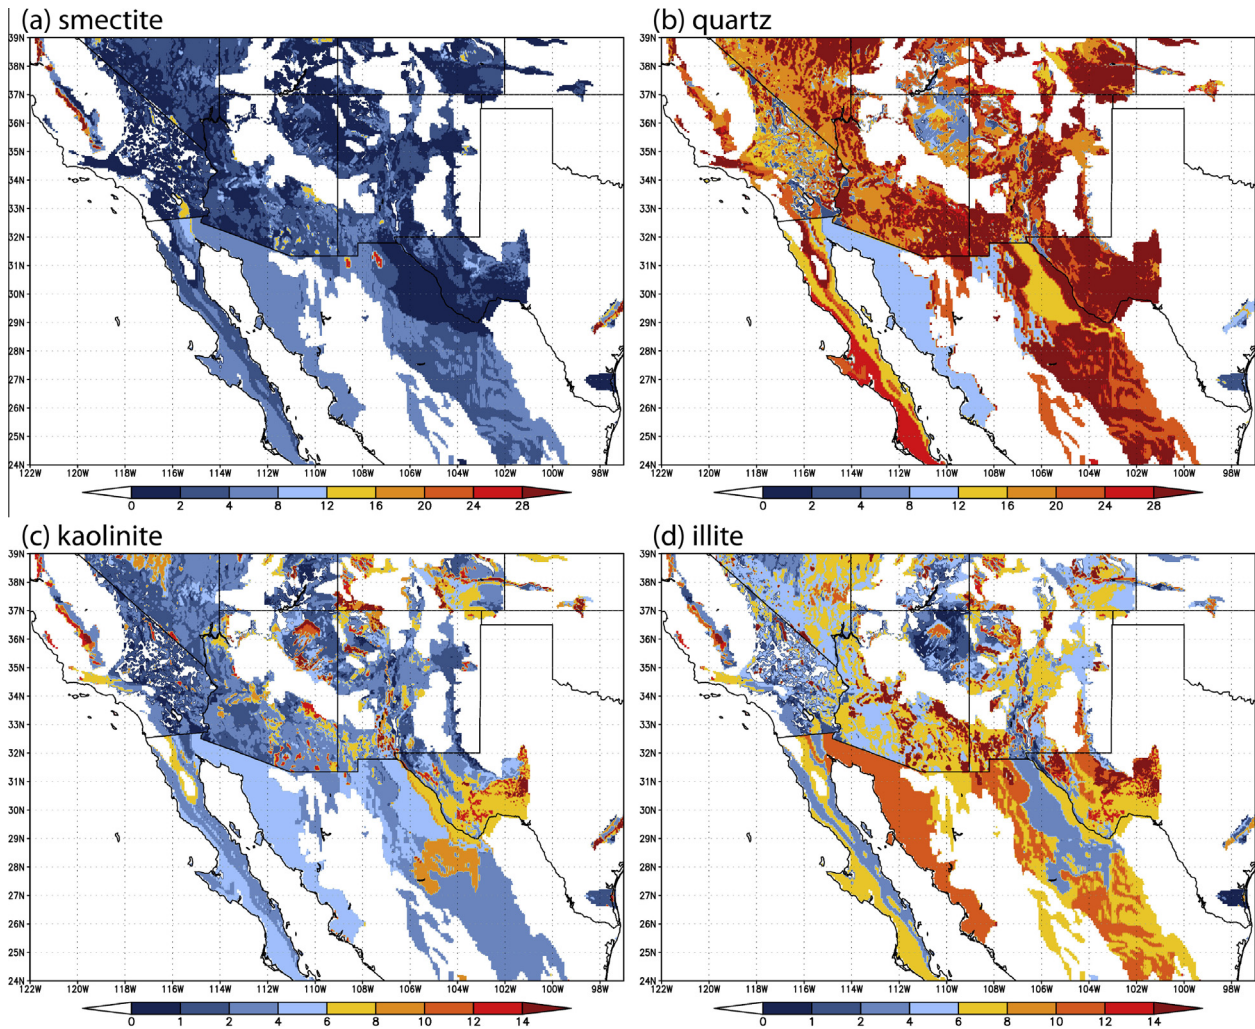 (a) smectite
(b) quartz
39N
38N
37N
36N
35N
34N
33N
32N
31N
30N
29N
28N
27N
26N
25N
24N
122W 120W 118W 116W 114W 112W 110W 108W 106W 104W 102W 100W 98W
0 2 4 8 12 16 20 24 28
39N
38N
37N
36N
35N
34N
33N
32N
31N
30N
29N
28N
27N
26N
25N
24N
122W 120W 118W 116W 114W 112W 110W 108W 106W 104W 102W 100W 98W
0 2 4 8 12 16 20 24 28
(c) kaolinite
(d) illite
39N
38N
37N
36N
35N
34N
33N
32N
31N
30N
29N
28N
27N
26N
25N
24N
122W 120W 118W 116W 114W 112W 110W 108W 106W 104W 102W 100W 98W
0 1 2 4 6 8 10 12 14
39N
38N
37N
36N
35N
34N
33N
32N
31N
30N
29N
28N
27N
26N
25N
24N
122W 120W 118W 116W 114W 112W 110W 108W 106W 104W 102W 100W 98W
0 1 2 4 6 8 10 12 14